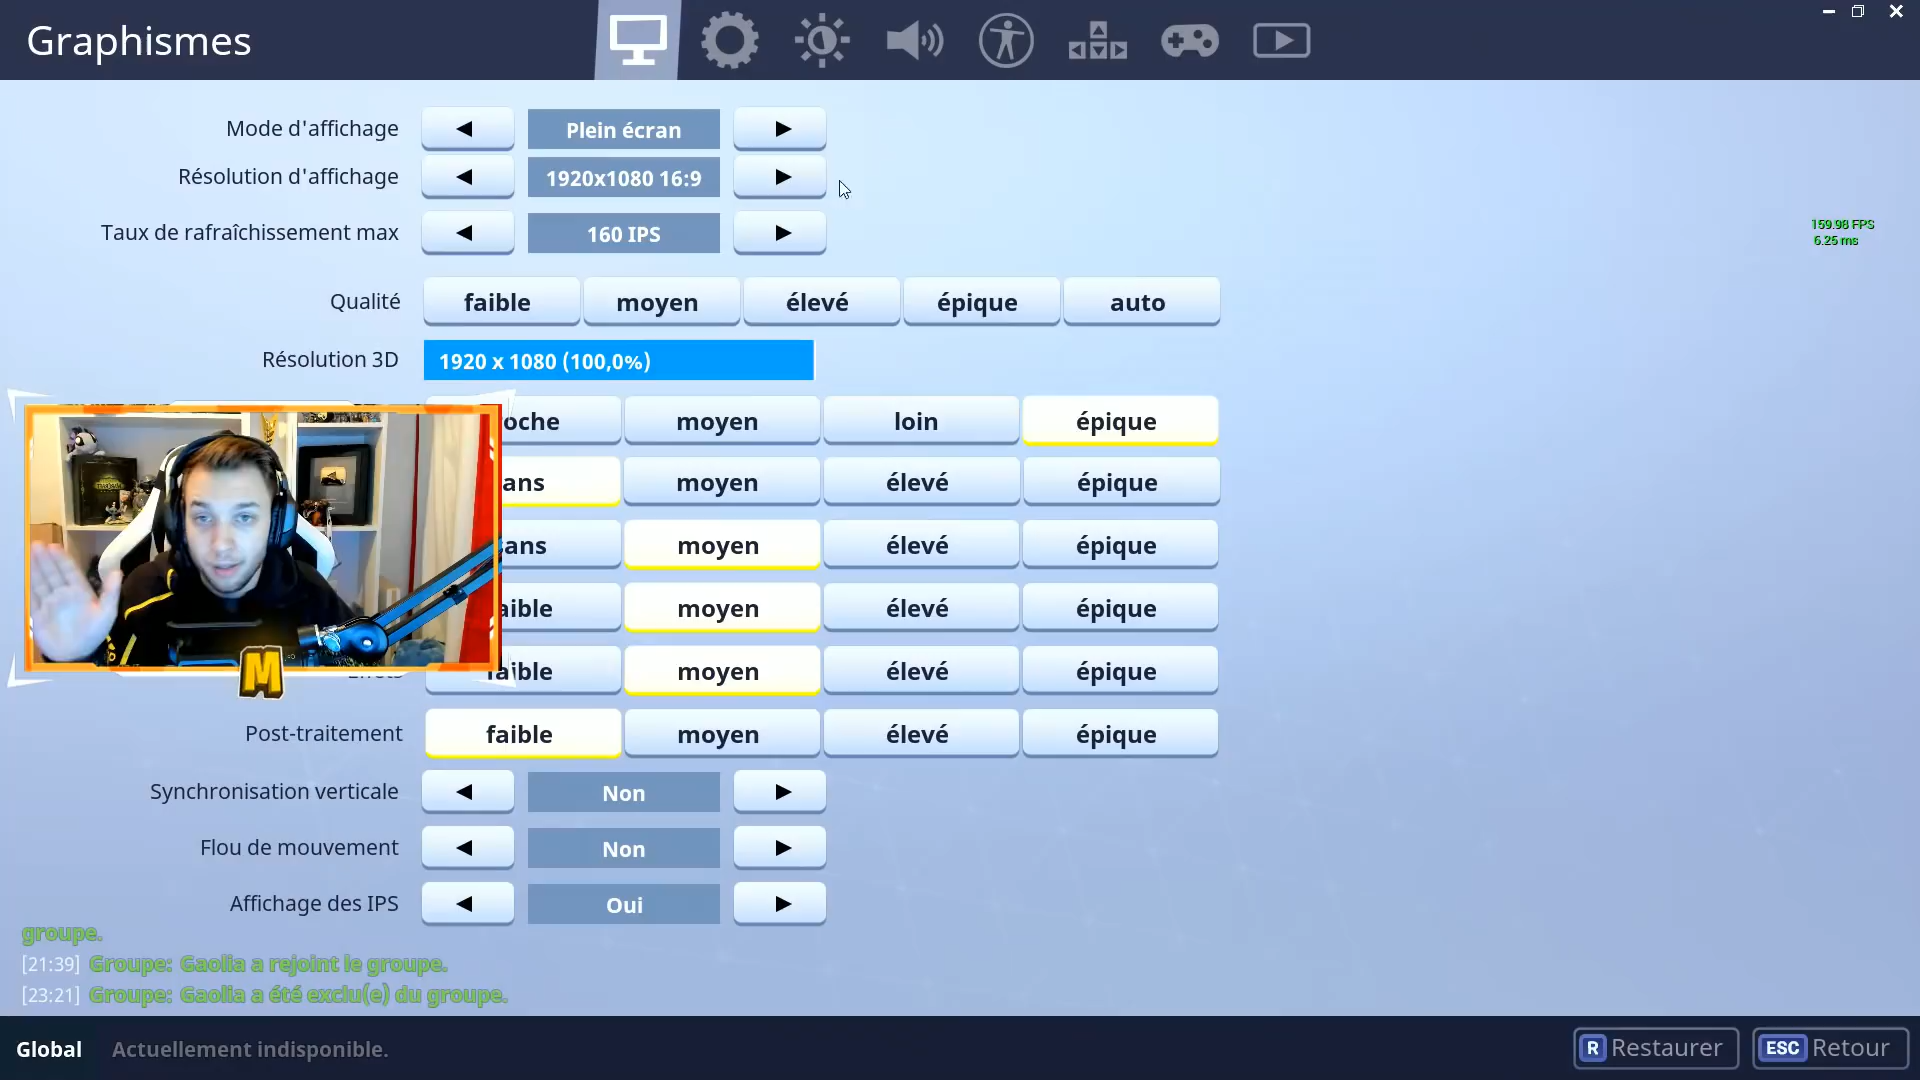 Graphismes
Mode d'affichage
Plein écran
Résolution d'affichage
1920x1080 16:9
Taux de rafraîchissement max
160 IPS
159.98 FPS
6.25 ms
Qualité faible moyen élevé épique auto
Résolution 3D
1920 x 1080 (100,0%)
oche moyen loin épique
ans moyen élevé épique
ans moyen élevé épique
aible moyen élevé épique
aible moyen élevé épique
M
Post-traitement faible moyen élevé épique
Synchronisation verticale
Non
Flou de mouvement
Non
Affichage des IPS
Oui
groupe.
[21:39] Groupe: Gaolia a rejoint le groupe.
[23:21] Groupe: Gaolia a été exclu(e) du groupe.
Global Actuellement indisponible.
R Restaurer ESC Retour